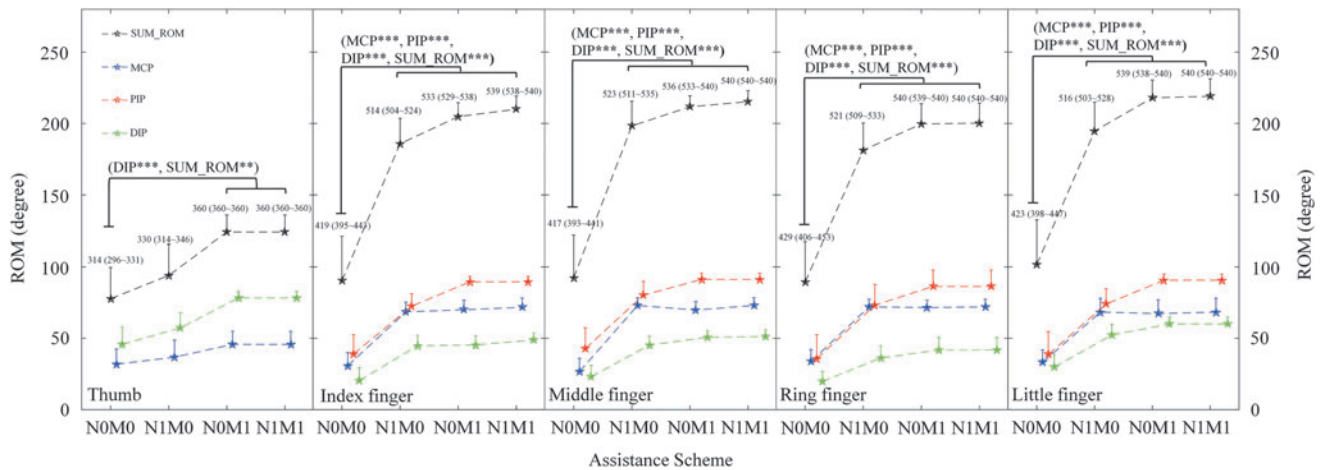 ROM (degree)
250
200
150
100
50
0
SUM_ROM
MCP
PIP
DIP
(DIP***, SUM_ROM**)
314 (296~331)
330 (314~346)
360 (360~360)
360 (360~360)
Thumb
N0M0 N1M0 N0M1 N1M1
(MCP***, PIP***,
DIP***, SUM_ROM***)
419 (395~443)
514 (504~524)
533 (529~538)
539 (538~540)
Index finger
N0M0 N1M0 N0M1 N1M1
(MCP***, PIP***,
DIP***, SUM_ROM***)
417 (393~441)
523 (511~535)
536 (533~540)
540 (540~540)
Middle finger
N0M0 N1M0 N0M1 N1M1
(MCP***, PIP***,
DIP***, SUM_ROM***)
429 (406~453)
521 (509~533)
540 (539~540)
540 (540~540)
Ring finger
N0M0 N1M0 N0M1 N1M1
(MCP***, PIP***,
DIP***, SUM_ROM***)
423 (398~447)
516 (503~528)
539 (538~540)
540 (540~540)
Little finger
N0M0 N1M0 N0M1 N1M1
250
200
150
100
50
0
ROM (degree)
Assistance Scheme